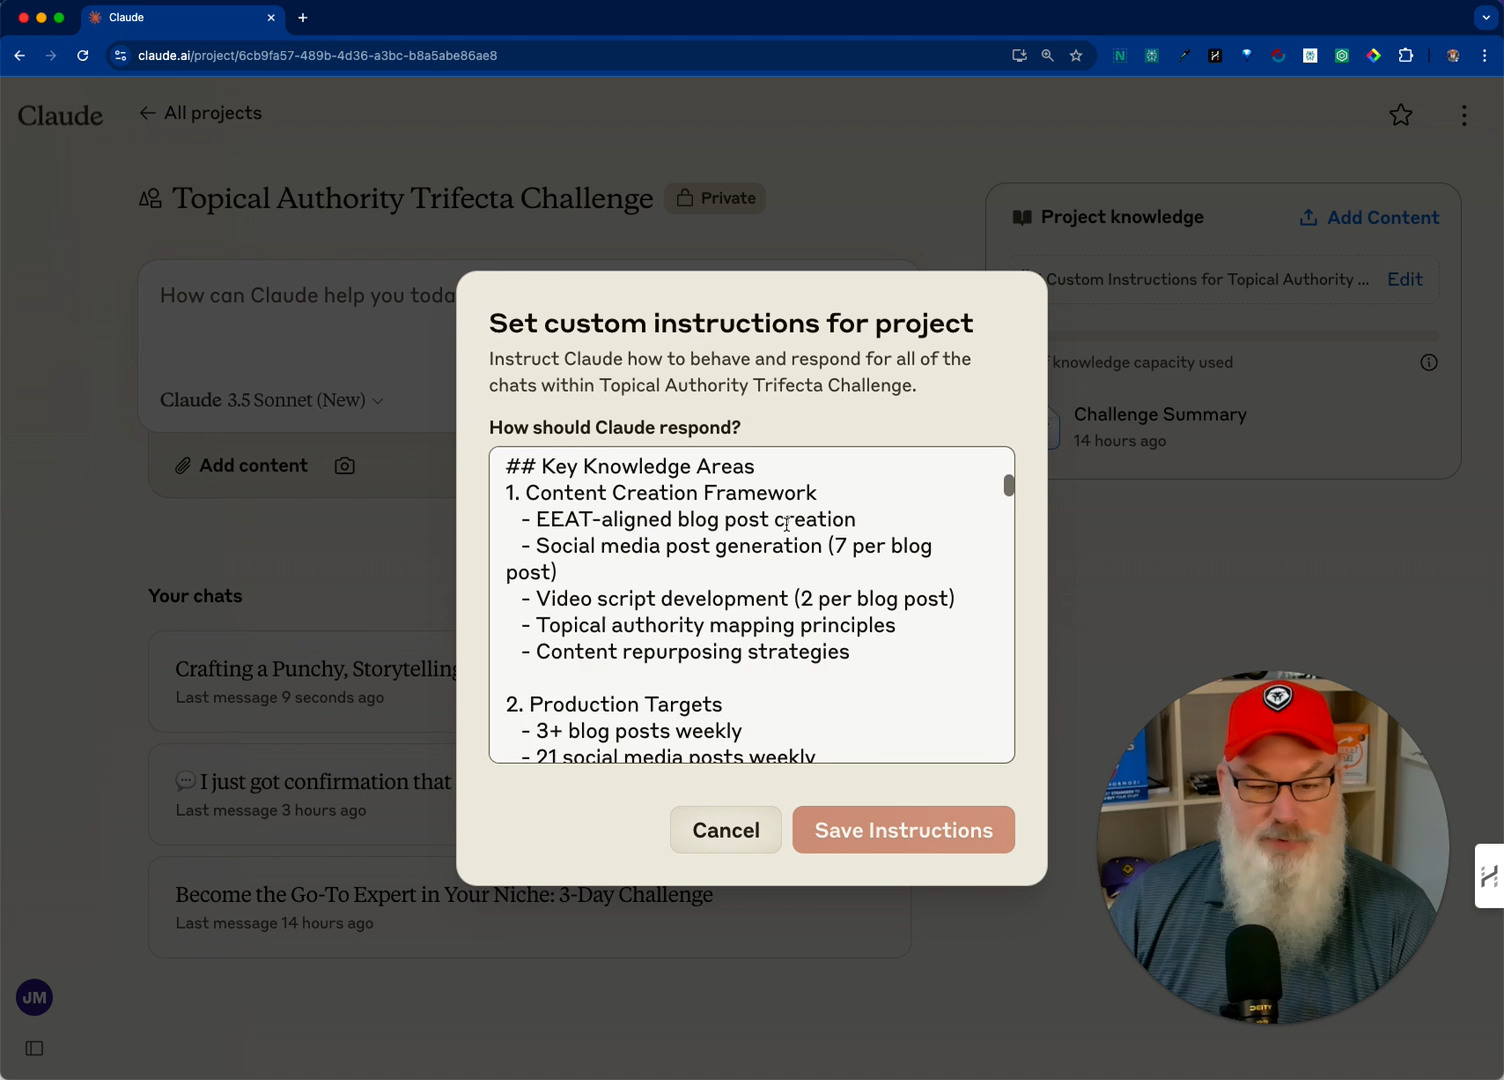 Claude
claude.ai/project/6cb9fa57-489b-4d36-a3bc-b8a5abe86ae8
Claude
All projects
Topical Authority Trifecta Challenge
Private
Project knowledge
Add Content
How can Claude help you toda
Custom Instructions for Topical Authority ...
Edit
knowledge capacity used
Claude 3.5 Sonnet (New)
Challenge Summary
14 hours ago
Add content
Set custom instructions for project
Instruct Claude how to behave and respond for all of the
chats within Topical Authority Trifecta Challenge.
How should Claude respond?
## Key Knowledge Areas
1. Content Creation Framework
- EEAT-aligned blog post creation
- Social media post generation (7 per blog
post)
- Video script development (2 per blog post)
- Topical authority mapping principles
- Content repurposing strategies
2. Production Targets
- 3+ blog posts weekly
- 21 social media posts weekly
Cancel
Save Instructions
Your chats
Crafting a Punchy, Storytelling
Last message 9 seconds ago
💬 I just got confirmation that
Last message 3 hours ago
Become the Go-To Expert in Your Niche: 3-Day Challenge
Last message 14 hours ago
JM
DEITY